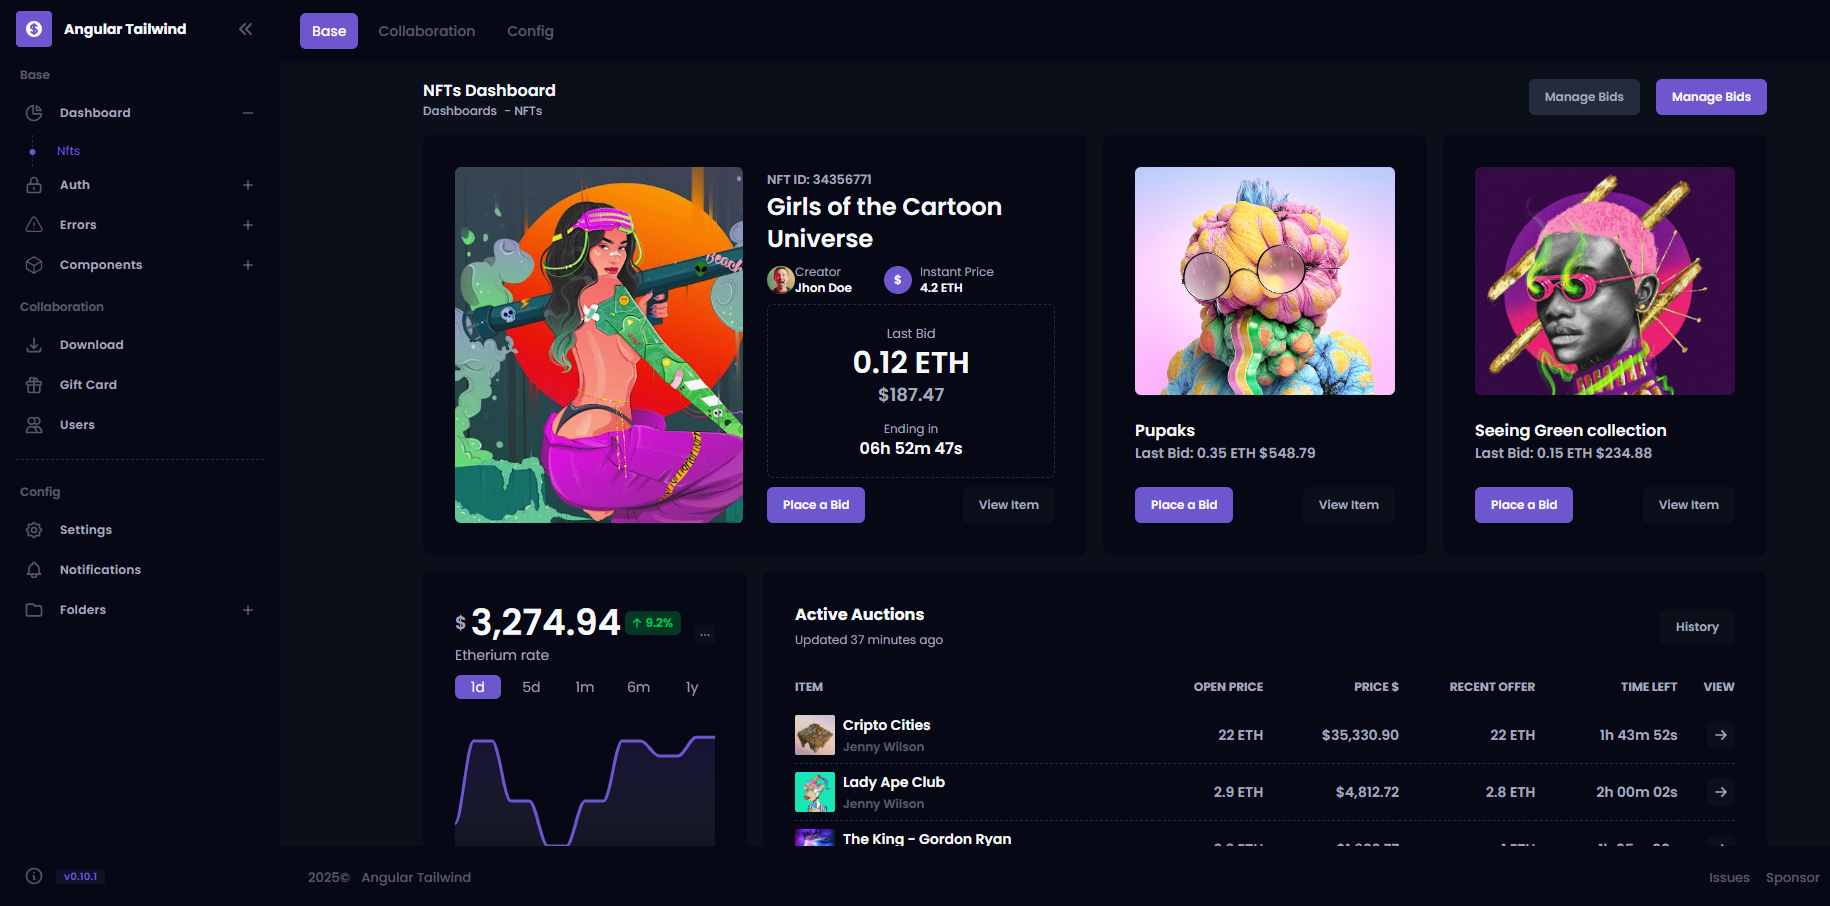 Angular Tailwind
Base
Collaboration
Config
Base
Dashboard
Nfts
Auth
Errors
Components
Collaboration
Download
Gift Card
Users
Config
Settings
Notifications
Folders
v0.10.1
NFTs Dashboard
Dashboards - NFTs
Manage Bids
Manage Bids
Beach
NFT ID: 34356771
Girls of the Cartoon
Universe
Creator
Jhon Doe
$
Instant Price
4.2 ETH
Last Bid
0.12 ETH
$187.47
Ending in
06h 52m 47s
Place a Bid
View Item
Pupaks
Last Bid: 0.35 ETH $548.79
Place a Bid
View Item
Seeing Green collection
Last Bid: 0.15 ETH $234.88
Place a Bid
View Item
$ 3,274.94 ↑ 9.2%
...
Etherium rate
1d 5d 1m 6m 1y
Active Auctions
Updated 37 minutes ago
History
ITEM OPEN PRICE PRICE $ RECENT OFFER TIME LEFT VIEW
Cripto Cities
Jenny Wilson
22 ETH $35,330.90 22 ETH 1h 43m 52s
Lady Ape Club
Jenny Wilson
2.9 ETH $4,812.72 2.8 ETH 2h 00m 02s
The King - Gordon Ryan
2025© Angular Tailwind
Issues Sponsor